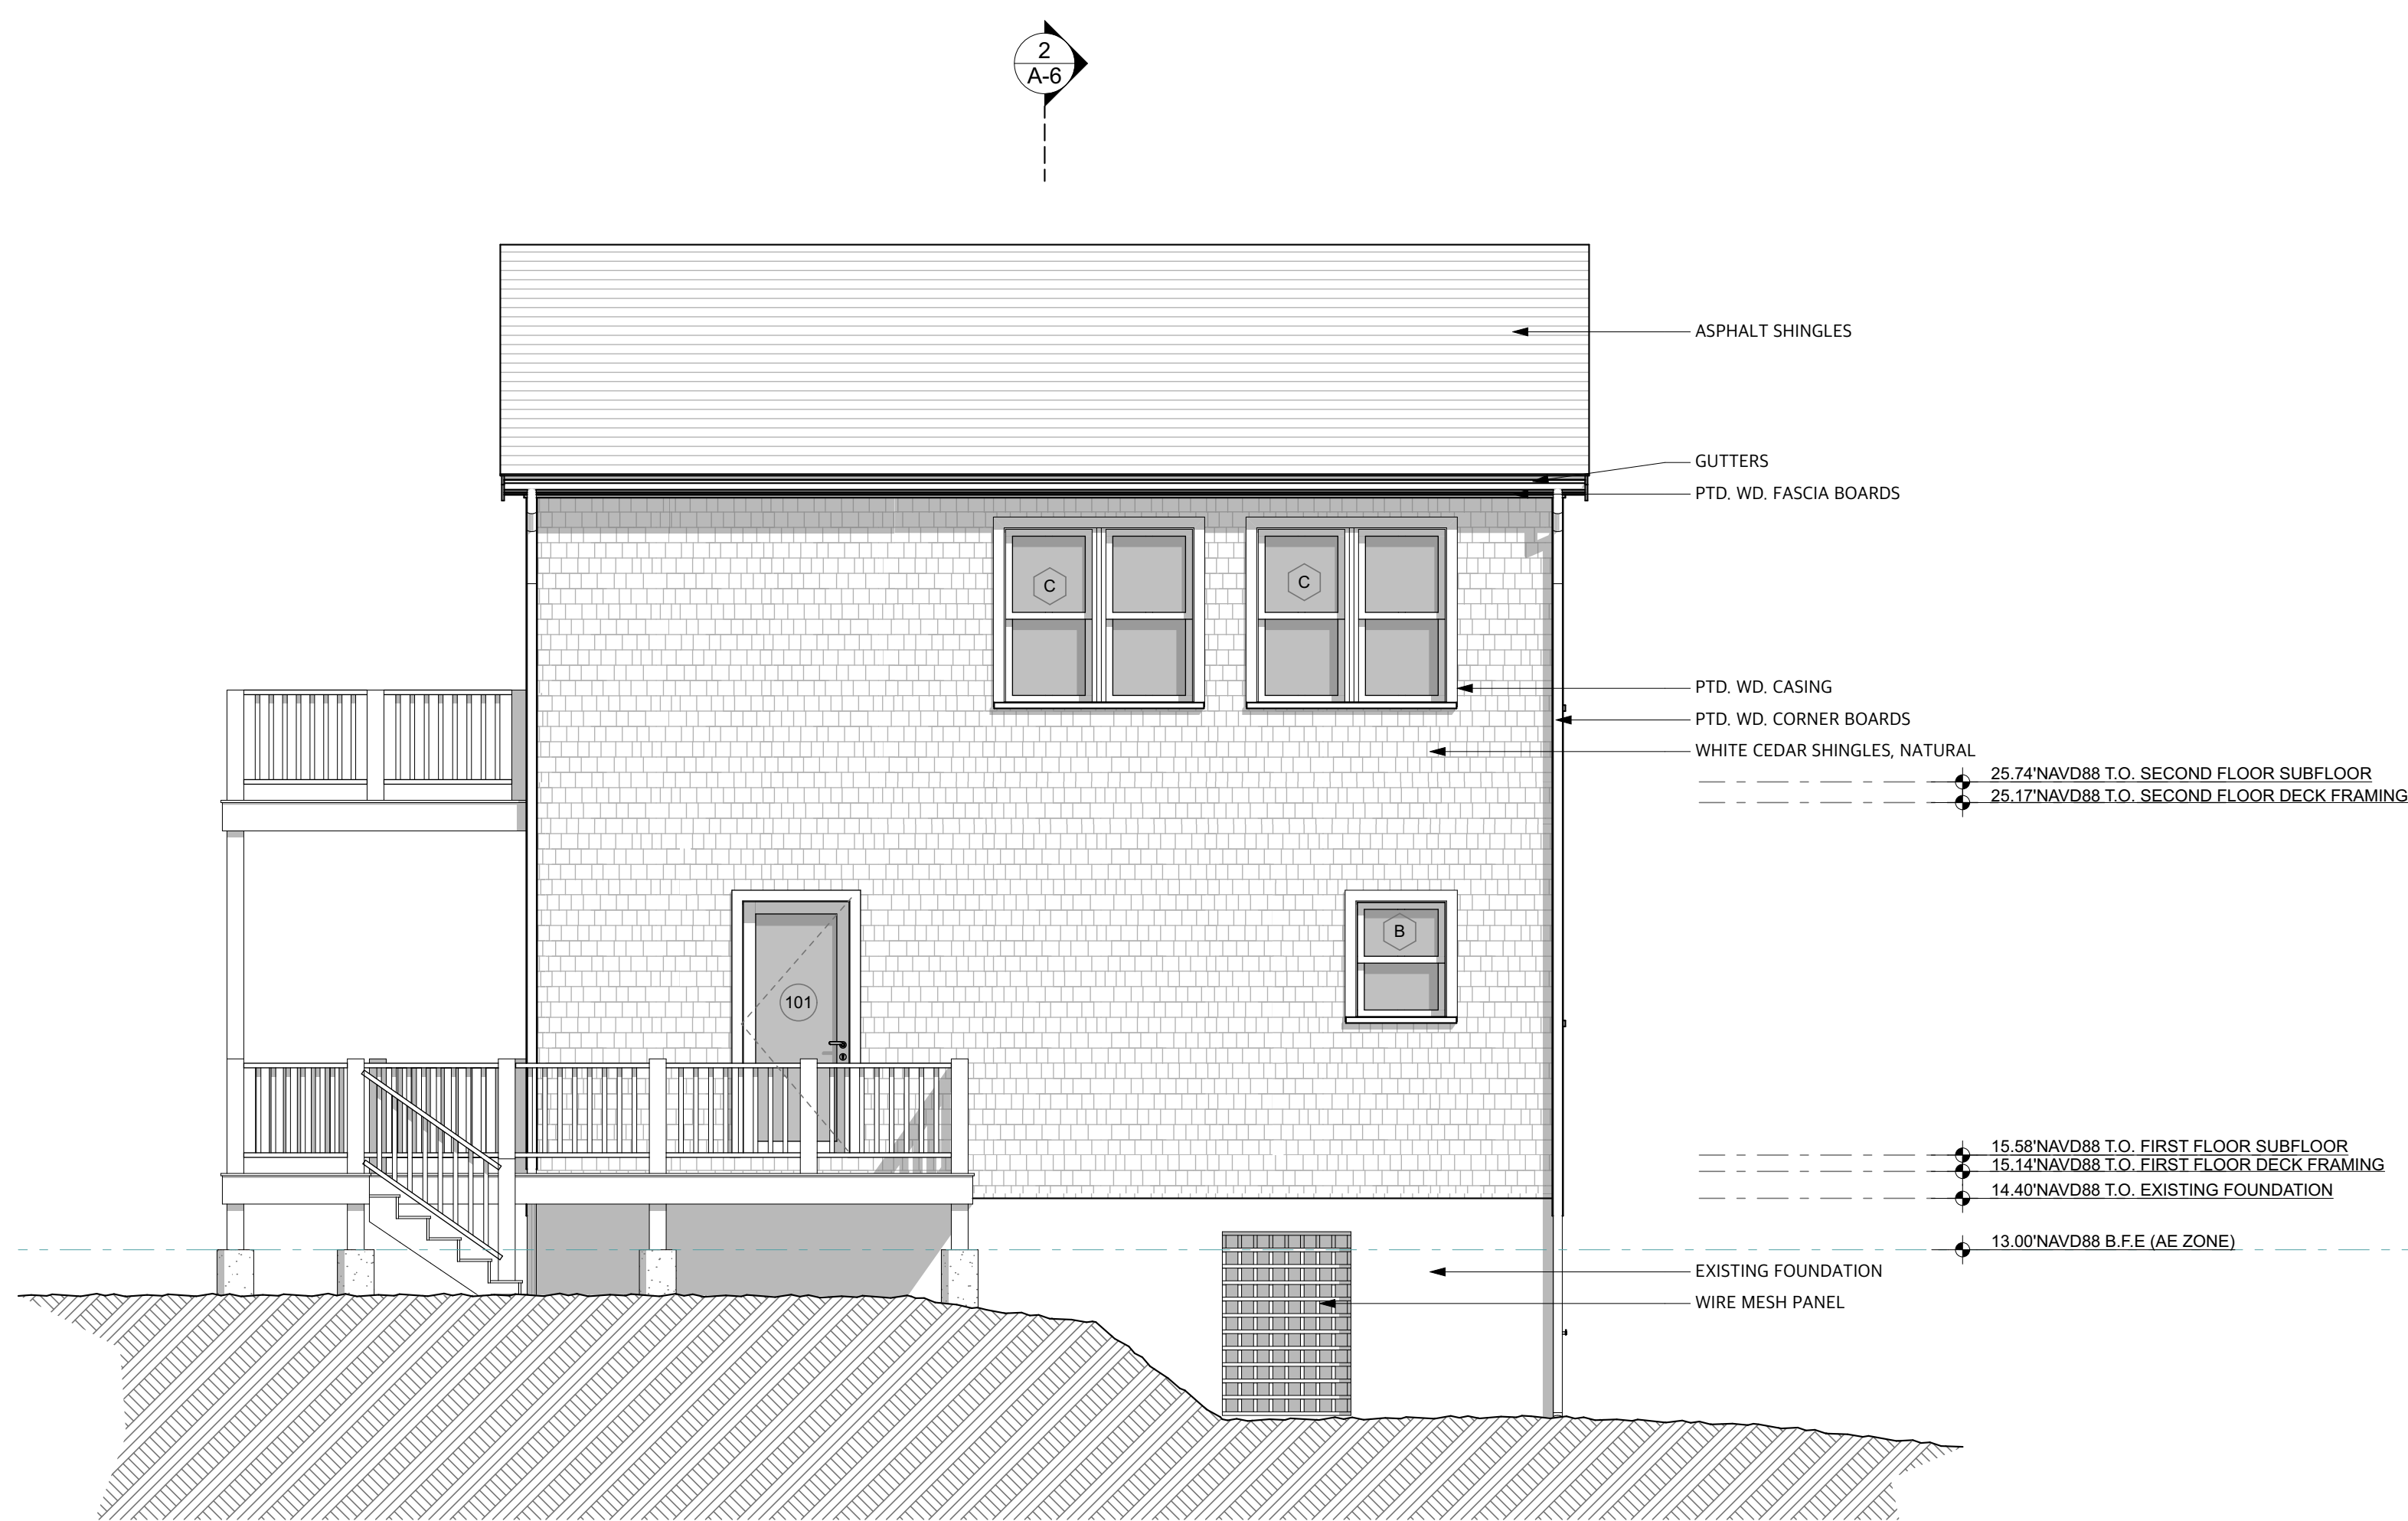 2
A-6
ASPHALT SHINGLES
GUTTERS
PTD. WD. FASCIA BOARDS
C
C
PTD. WD. CASING
PTD. WD. CORNER BOARDS
WHITE CEDAR SHINGLES, NATURAL
25.74'NAVD88 T.O. SECOND FLOOR SUBFLOOR
25.17'NAVD88 T.O. SECOND FLOOR DECK FRAMING
B
101
15.58'NAVD88 T.O. FIRST FLOOR SUBFLOOR
15.14'NAVD88 T.O. FIRST FLOOR DECK FRAMING
14.40'NAVD88 T.O. EXISTING FOUNDATION
13.00'NAVD88 B.F.E (AE ZONE)
EXISTING FOUNDATION
WIRE MESH PANEL